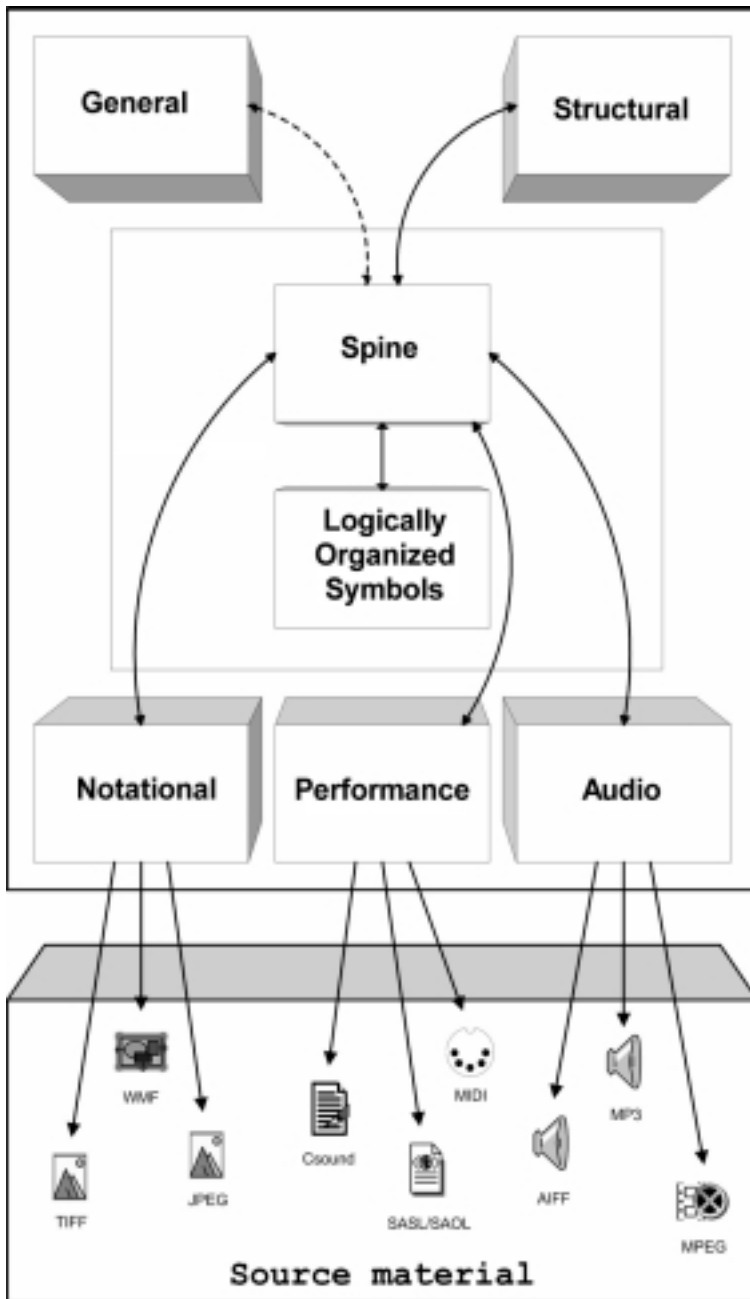 General
Structural
Spine
Logically
Organized
Symbols
Notational
Performance
Audio
WMF
MIDI
MP3
Csound
TIFF
JPEG
SASL/SAOL
AIFF
MPEG
Source material